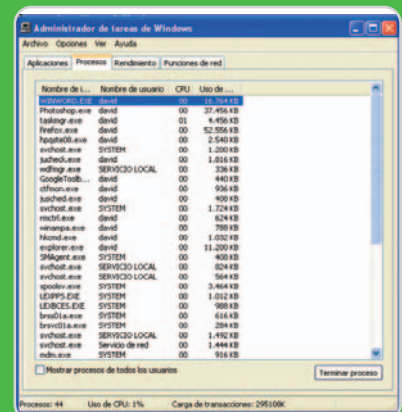 Administrador de tareas de Windows
Archivo Opciones Ver Ayuda
Aplicaciones Procesos Rendimiento Funciones de red
Nombre de i... Nombre de usuario CPU Uso de ...
WINWORD.EXE david 00 16.764 KB
Photoshop.exe david 00 37.456 KB
taskmgr.exe david 01 4.456 KB
firefox.exe david 00 52.556 KB
hpqste08.exe david 00 2.540 KB
svchost.exe SYSTEM 00 1.200 KB
jucheck.exe david 00 1.816 KB
wdfmgr.exe SERVICIO LOCAL 00 336 KB
GoogleToolb... david 00 440 KB
ctfmon.exe david 00 936 KB
jusched.exe david 00 408 KB
svchost.exe SYSTEM 00 1.724 KB
rmctrl.exe david 00 624 KB
winampa.exe david 00 788 KB
hkcmd.exe david 00 1.032 KB
explorer.exe david 00 11.200 KB
SMAgent.exe SYSTEM 00 400 KB
svchost.exe SERVICIO LOCAL 00 824 KB
svchost.exe SERVICIO LOCAL 00 564 KB
spoolsv.exe SYSTEM 00 3.464 KB
LEXPPS.EXE SYSTEM 00 1.012 KB
LEXBCES.EXE SYSTEM 00 988 KB
brss01a.exe SYSTEM 00 616 KB
brsvc01a.exe SYSTEM 00 284 KB
svchost.exe SERVICIO LOCAL 00 1.492 KB
svchost.exe Servicio de red 00 1.444 KB
mdm.exe SYSTEM 00 916 KB
Mostrar procesos de todos los usuarios
Terminar proceso
Procesos: 44 Uso de CPU: 1% Carga de transacciones: 295108K